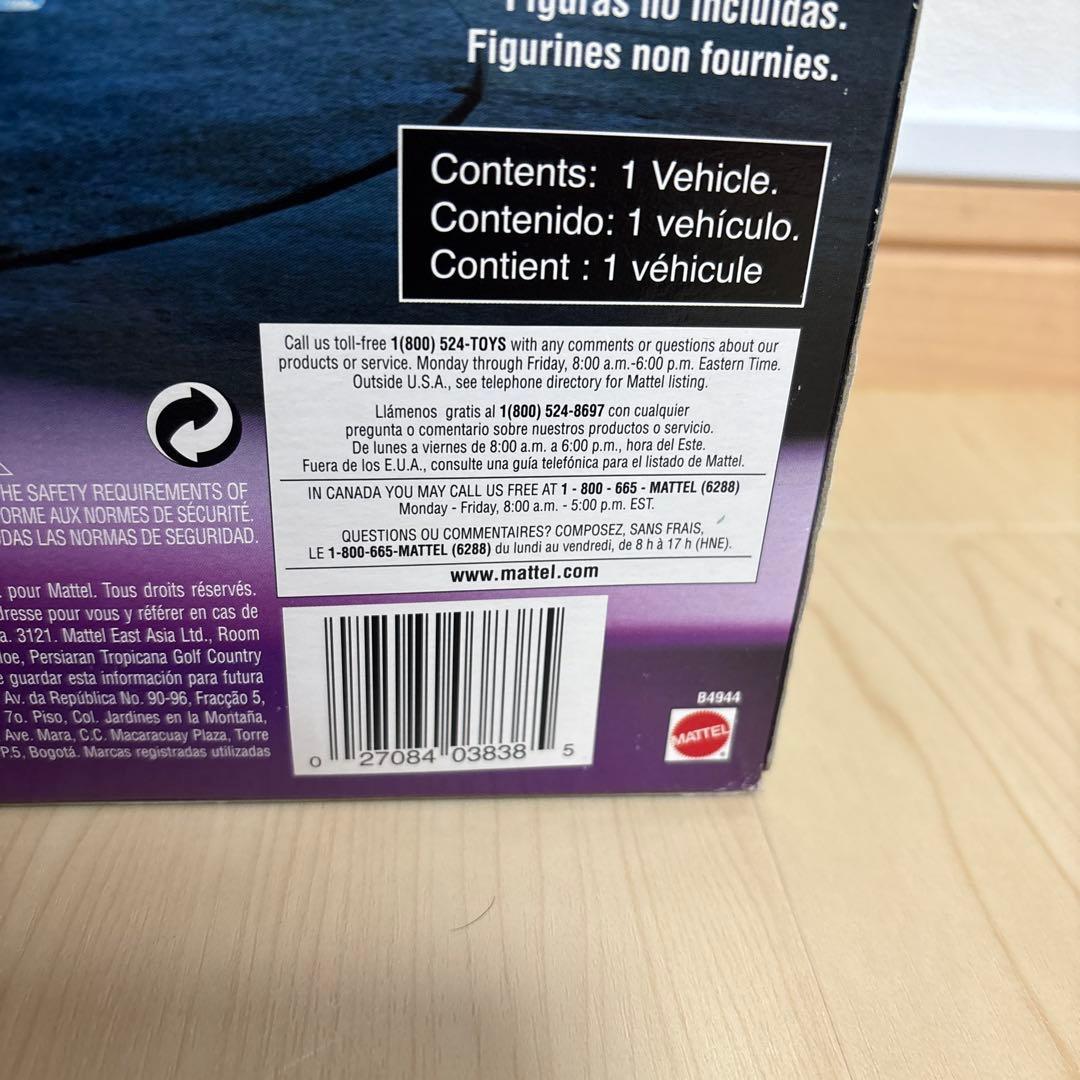 Figuras no incluidas.
Figurines non fournies.
Contents: 1 Vehicle.
Contenido: 1 vehículo.
Contient : 1 véhicule
Call us toll-free 1(800) 524-TOYS with any comments or questions about our
products or service. Monday through Friday, 8:00 a.m.-6:00 p.m. Eastern Time.
Outside U.S.A., see telephone directory for Mattel listing.
Llámenos gratis al 1(800) 524-8697 con cualquier
pregunta o comentario sobre nuestros productos o servicio.
De lunes a viernes de 8:00 a.m. a 6:00 p.m., hora del Este.
Fuera de los E.U.A., consulte una guía telefónica para el listado de Mattel.
IN CANADA YOU MAY CALL US FREE AT 1 - 800 - 665 - MATTEL (6288)
Monday - Friday, 8:00 a.m. - 5:00 p.m. EST.
QUESTIONS OU COMMENTAIRES? COMPOSEZ, SANS FRAIS,
LE 1-800-665-MATTEL (6288) du lundi au vendredi, de 8 h à 17 h (HNE).
www.mattel.com
HE SAFETY REQUIREMENTS OF
ORME AUX NORMES DE SÉCURITÉ.
DAS LAS NORMAS DE SEGURIDAD.
. pour Mattel. Tous droits réservés.
dresse pour vous y référer en cas de
a. 3121. Mattel East Asia Ltd., Room
loe, Persiaran Tropicana Golf Country
e guardar esta información para futura
Av. da República No. 90-96, Fracção 5,
7o. Piso, Col. Jardines en la Montaña,
Ave. Mara, C.C. Macaracuay Plaza, Torre
P.5, Bogotá. Marcas registradas utilizadas
0 27084 03838 5
B4944
MATTEL